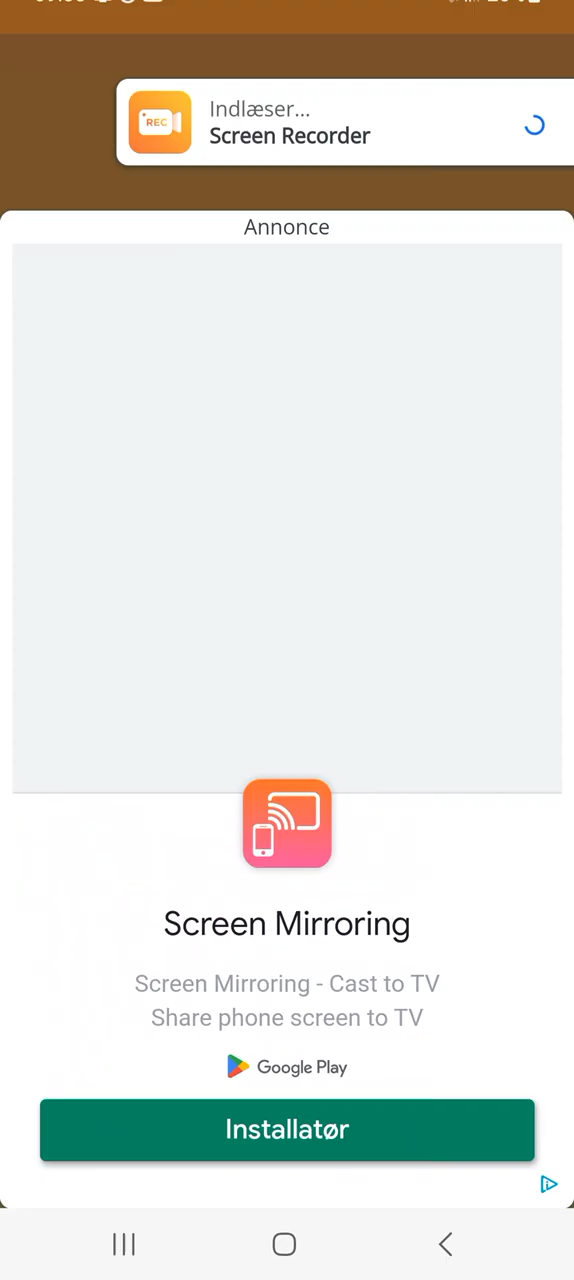 Indlæser...
Screen Recorder
REC
Annonce
Screen Mirroring
Screen Mirroring - Cast to TV
Share phone screen to TV
Google Play
Installatør